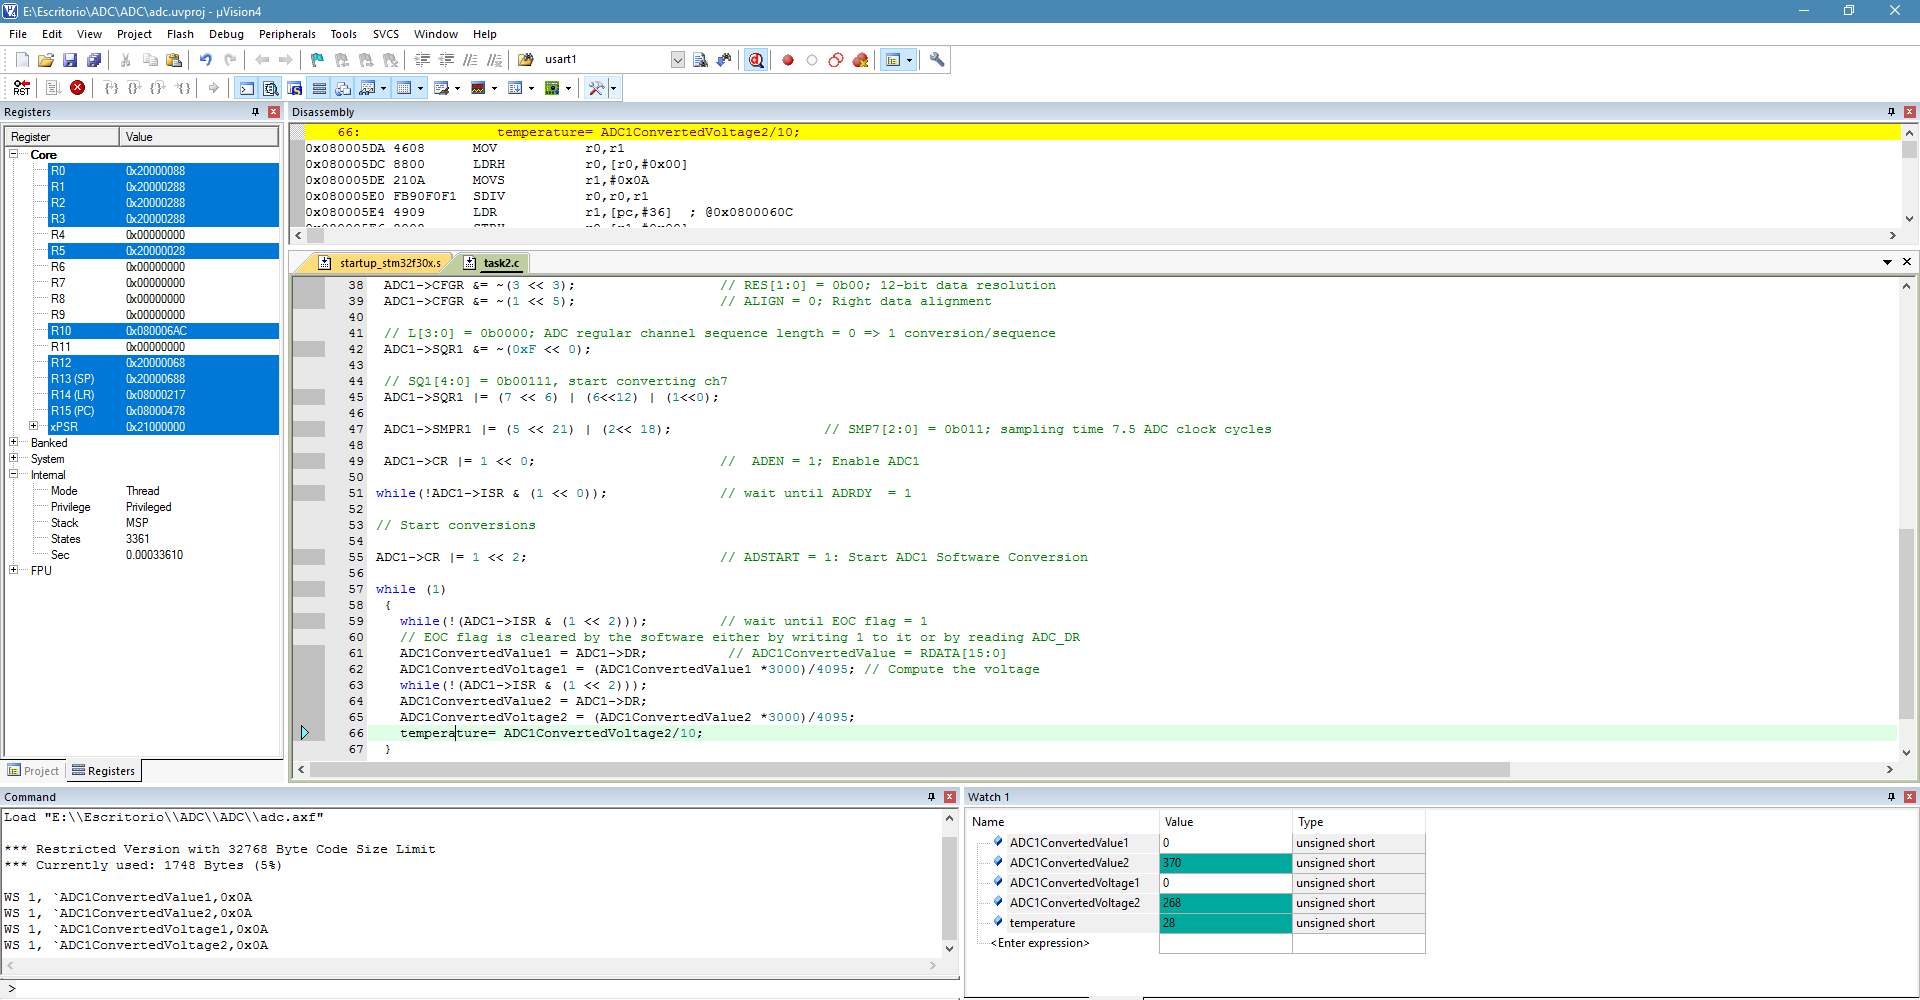 E:\Escritorio\ADC\ADC\adc.uvproj - µVision4
File Edit View Project Flash Debug Peripherals Tools SVCS Window Help
usart1
RST
Registers
Register Value
Core
R0 0x20000088
R1 0x20000288
R2 0x20000288
R3 0x20000288
R4 0x00000000
R5 0x20000028
R6 0x00000000
R7 0x00000000
R8 0x00000000
R9 0x00000000
R10 0x080006AC
R11 0x00000000
R12 0x20000068
R13 (SP) 0x20000688
R14 (LR) 0x08000217
R15 (PC) 0x08000478
xPSR 0x21000000
Banked
System
Internal
Mode Thread
Privilege Privileged
Stack MSP
States 3361
Sec 0.00033610
FPU
Project Registers
Disassembly
66: temperature= ADC1ConvertedVoltage2/10;
0x080005DA 4608 MOV r0,r1
0x080005DC 8800 LDRH r0,[r0,#0x00]
0x080005DE 210A MOVS r1,#0x0A
0x080005E0 FB90F0F1 SDIV r0,r0,r1
0x080005E4 4909 LDR r1,[pc,#36] ; @0x0800060C
startup_stm32f30x.s task2.c
38 ADC1->CFGR &= ~(3 << 3); // RES[1:0] = 0b00; 12-bit data resolution
39 ADC1->CFGR &= ~(1 << 5); // ALIGN = 0; Right data alignment
40
41 // L[3:0] = 0b0000; ADC regular channel sequence length = 0 => 1 conversion/sequence
42 ADC1->SQR1 &= ~(0xF << 0);
43
44 // SQ1[4:0] = 0b00111, start converting ch7
45 ADC1->SQR1 |= (7 << 6) | (6<<12) | (1<<0);
46
47 ADC1->SMPR1 |= (5 << 21) | (2<< 18); // SMP7[2:0] = 0b011; sampling time 7.5 ADC clock cycles
48
49 ADC1->CR |= 1 << 0; // ADEN = 1; Enable ADC1
50
51 while(!ADC1->ISR & (1 << 0)); // wait until ADRDY = 1
52
53 // Start conversions
54
55 ADC1->CR |= 1 << 2; // ADSTART = 1: Start ADC1 Software Conversion
56
57 while (1)
58 {
59 while(!(ADC1->ISR & (1 << 2))); // wait until EOC flag = 1
60 // EOC flag is cleared by the software either by writing 1 to it or by reading ADC_DR
61 ADC1ConvertedValue1 = ADC1->DR; // ADC1ConvertedValue = RDATA[15:0]
62 ADC1ConvertedVoltage1 = (ADC1ConvertedValue1 *3000)/4095; // Compute the voltage
63 while(!(ADC1->ISR & (1 << 2)));
64 ADC1ConvertedValue2 = ADC1->DR;
65 ADC1ConvertedVoltage2 = (ADC1ConvertedValue2 *3000)/4095;
66 temperature= ADC1ConvertedVoltage2/10;
67 }
Command
Load "E:\\Escritorio\\ADC\\ADC\\adc.axf"
*** Restricted Version with 32768 Byte Code Size Limit
*** Currently used: 1748 Bytes (5%)
WS 1, `ADC1ConvertedValue1,0x0A
WS 1, `ADC1ConvertedValue2,0x0A
WS 1, `ADC1ConvertedVoltage1,0x0A
WS 1, `ADC1ConvertedVoltage2,0x0A
>
Watch 1
Name Value Type
ADC1ConvertedValue1 0 unsigned short
ADC1ConvertedValue2 370 unsigned short
ADC1ConvertedVoltage1 0 unsigned short
ADC1ConvertedVoltage2 268 unsigned short
temperature 28 unsigned short
<Enter expression>